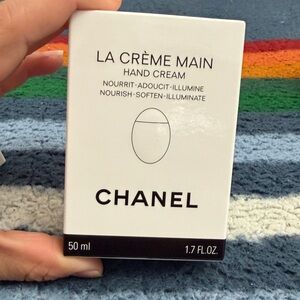 LA CRÈME MAIN
HAND CREAM
NOURRIT-ADOUCIT-ILLUMINE
NOURISH-SOFTEN-ILLUMINATE
CHANEL
50 ml 1.7 FL.OZ.